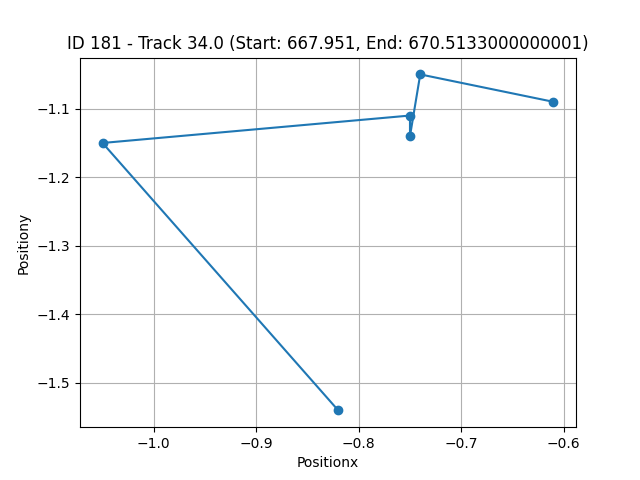 ID 181 - Track 34.0 (Start: 667.951, End: 670.5133000000001)
−1.1
−1.2
−1.3
−1.4
−1.5
Positiony
−1.0 −0.9 −0.8 −0.7 −0.6
Positionx